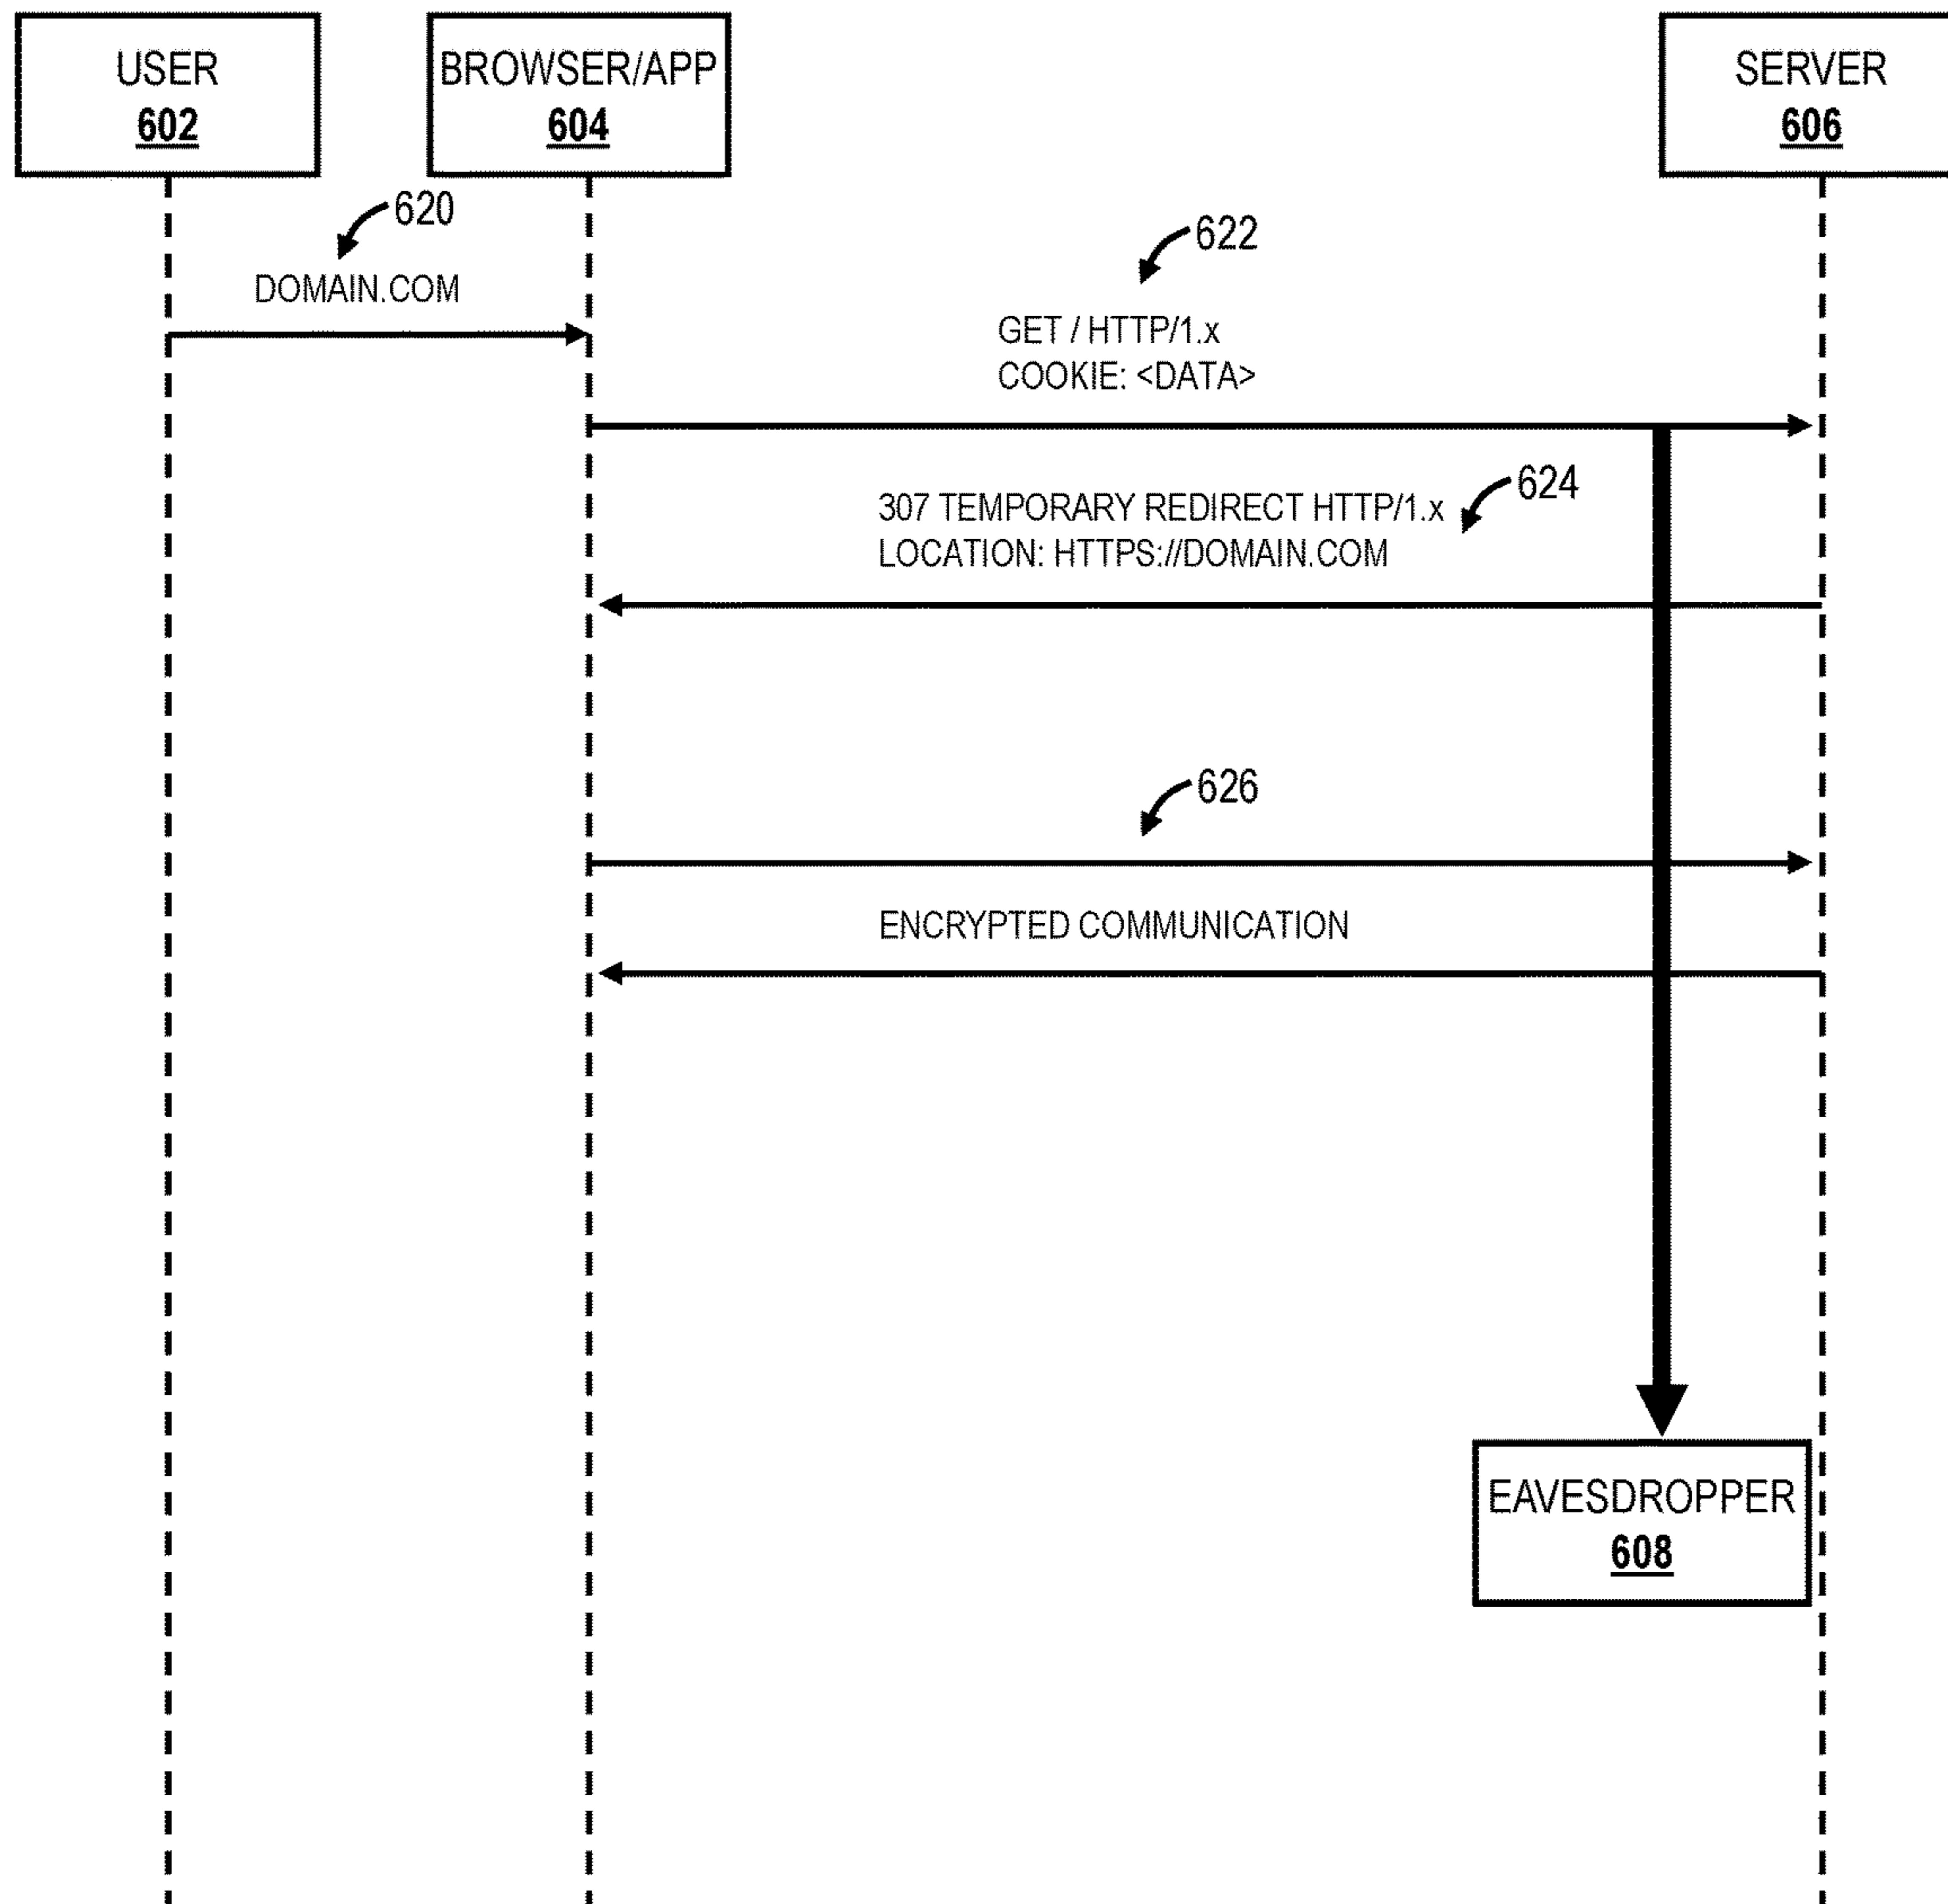 USER
602
BROWSER/APP
604
SERVER
606
620
DOMAIN.COM
622
GET / HTTP/1.x
COOKIE: <DATA>
624
307 TEMPORARY REDIRECT HTTP/1.x
LOCATION: HTTPS://DOMAIN.COM
626
ENCRYPTED COMMUNICATION
EAVESDROPPER
608